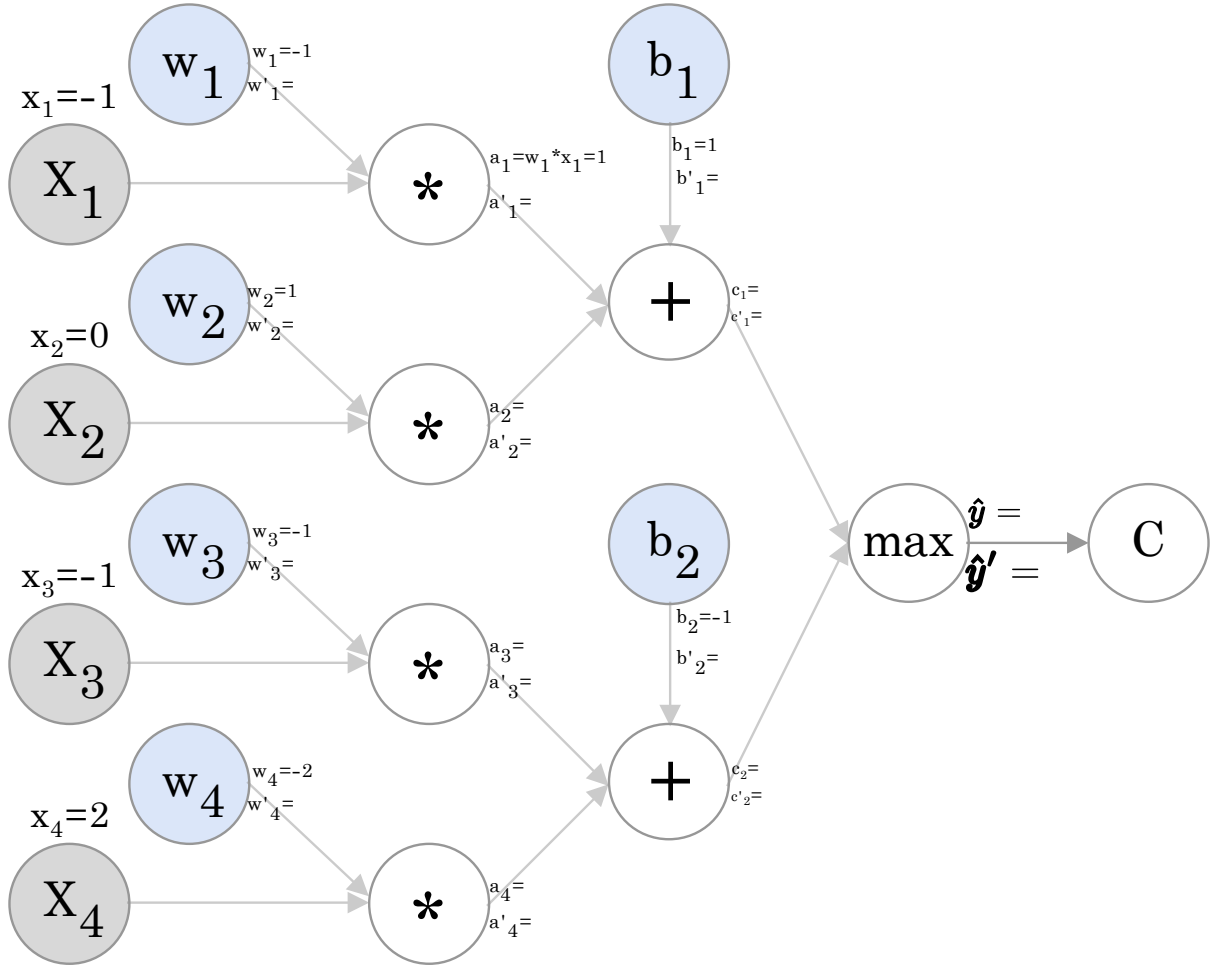 w₁
w₁=-1
w'₁=
b₁
x₁=-1
X₁
*
a₁=w₁*x₁=1
a'₁=
b₁=1
b'₁=
w₂
w₂=1
w'₂=
+
c₁=
c'₁=
x₂=0
X₂
*
a₂=
a'₂=
w₃
w₃=-1
w'₃=
b₂
max
ŷ =
ŷ' =
C
x₃=-1
X₃
*
a₃=
a'₃=
b₂=-1
b'₂=
w₄
w₄=-2
w'₄=
+
c₂=
c'₂=
x₄=2
X₄
*
a₄=
a'₄=